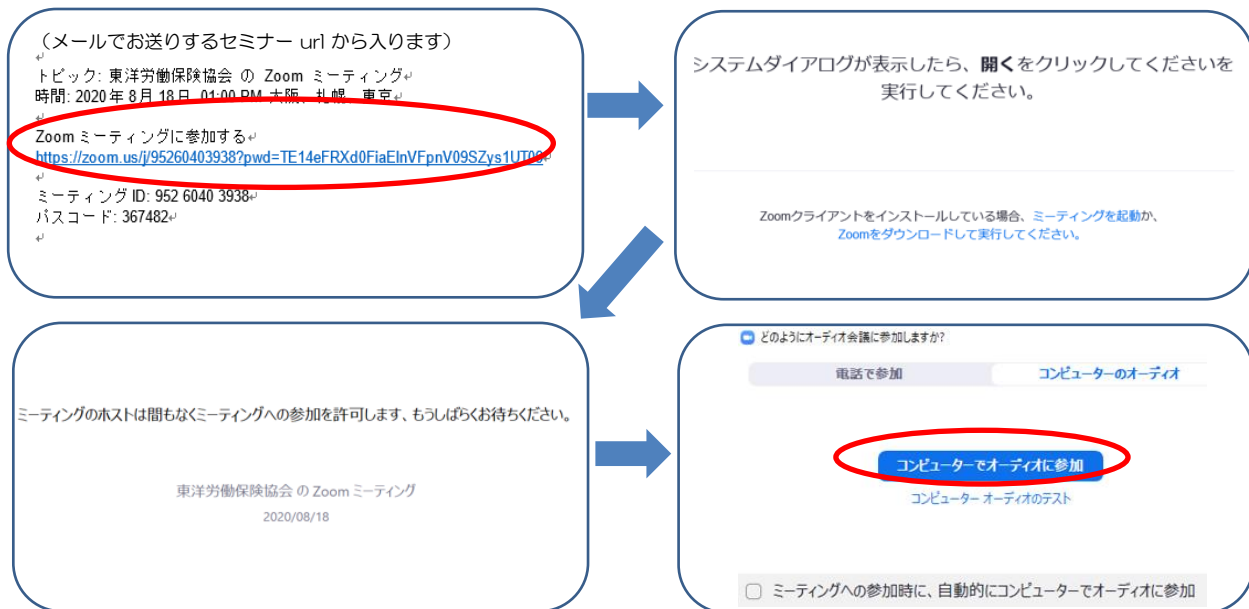 （メールでお送りするセミナー url から入ります）
トピック: 東洋労働保険協会 の Zoom ミーティング
時間: 2020年 8月 18日 01:00 PM 大阪、札幌、東京
Zoom ミーティングに参加する
https://zoom.us/j/95260403938?pwd=TE14eFRXd0FiaElnVFpnV09SZys1UT09
ミーティング ID: 952 6040 3938
パスコード: 367482
システムダイアログが表示したら、開くをクリックしてくださいを
実行してください。
Zoomクライアントをインストールしている場合、ミーティングを起動か、
Zoomをダウンロードして実行してください。
ミーティングのホストは間もなくミーティングへの参加を許可します、もうしばらくお待ちください。
東洋労働保険協会 の Zoom ミーティング
2020/08/18
どのようにオーディオ会議に参加しますか?
電話で参加 コンピューターのオーディオ
コンピューターでオーディオに参加
コンピューター オーディオのテスト
ミーティングへの参加時に、自動的にコンピューターでオーディオに参加